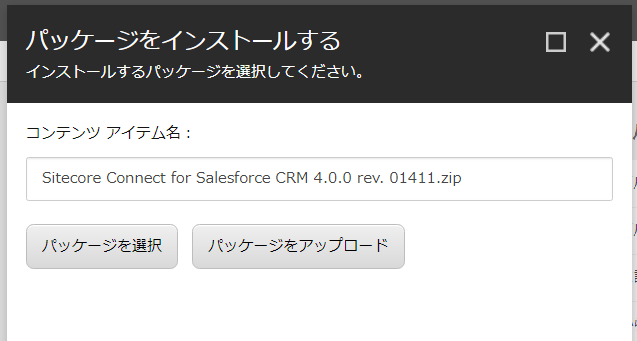 パッケージをインストールする
インストールするパッケージを選択してください。
コンテンツ アイテム名：
Sitecore Connect for Salesforce CRM 4.0.0 rev. 01411.zip
パッケージを選択
パッケージをアップロード